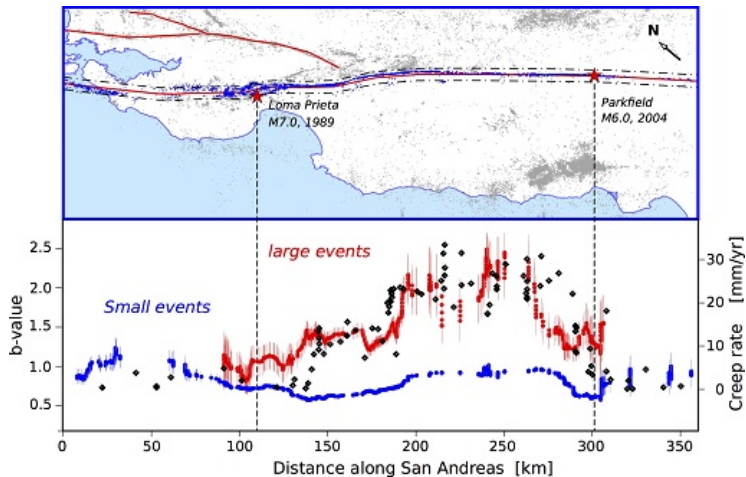 N
Loma Prieta
M7.0, 1989
Parkfield
M6.0, 2004
large events
Small events
b-value
2.5
2.0
1.5
1.0
0.5
30
20
10
0
Creep rate [mm/yr]
0
50
100
150
200
250
300
350
Distance along San Andreas [km]